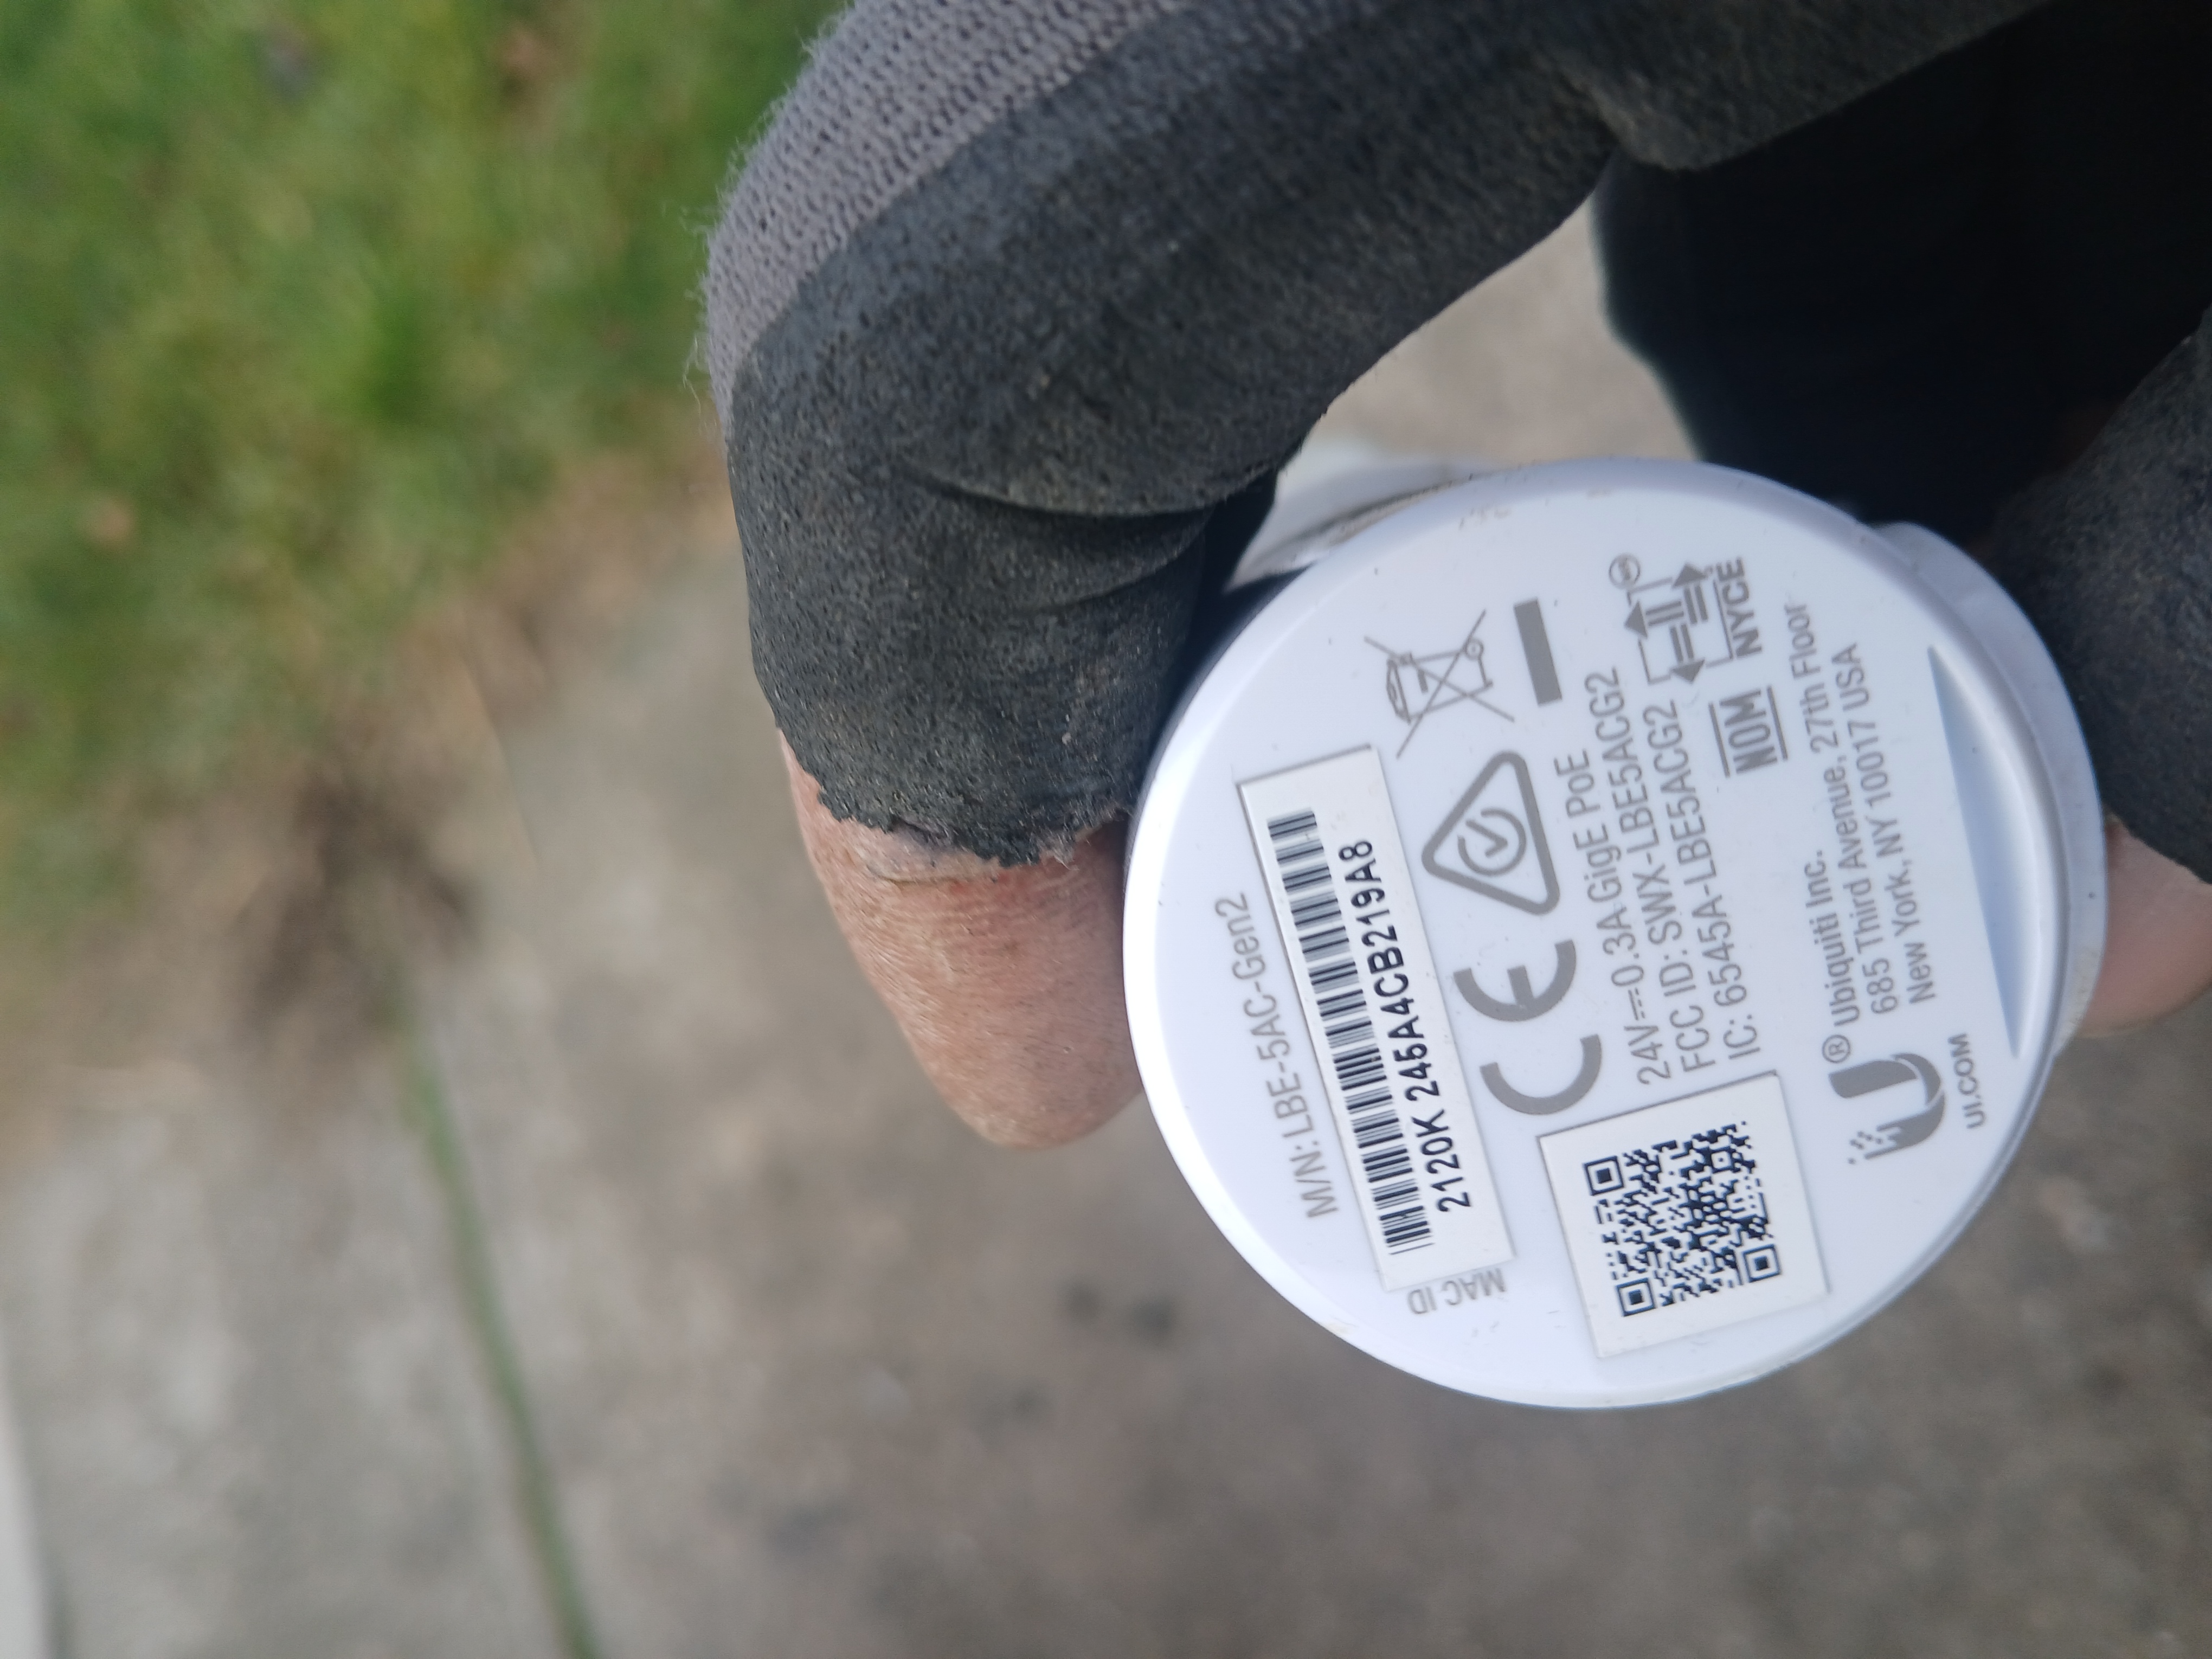 M/N: LBE-5AC-Gen2
MAC ID
2120K 245A4CB219A8
CE
24V⎓0.3A GigE PoE
FCC ID: SWX-LBE5ACG2
IC: 6545A-LBE5ACG2
NOM
NYCE
U® Ubiquiti Inc.
685 Third Avenue, 27th Floor
New York, NY 10017 USA
UI.COM